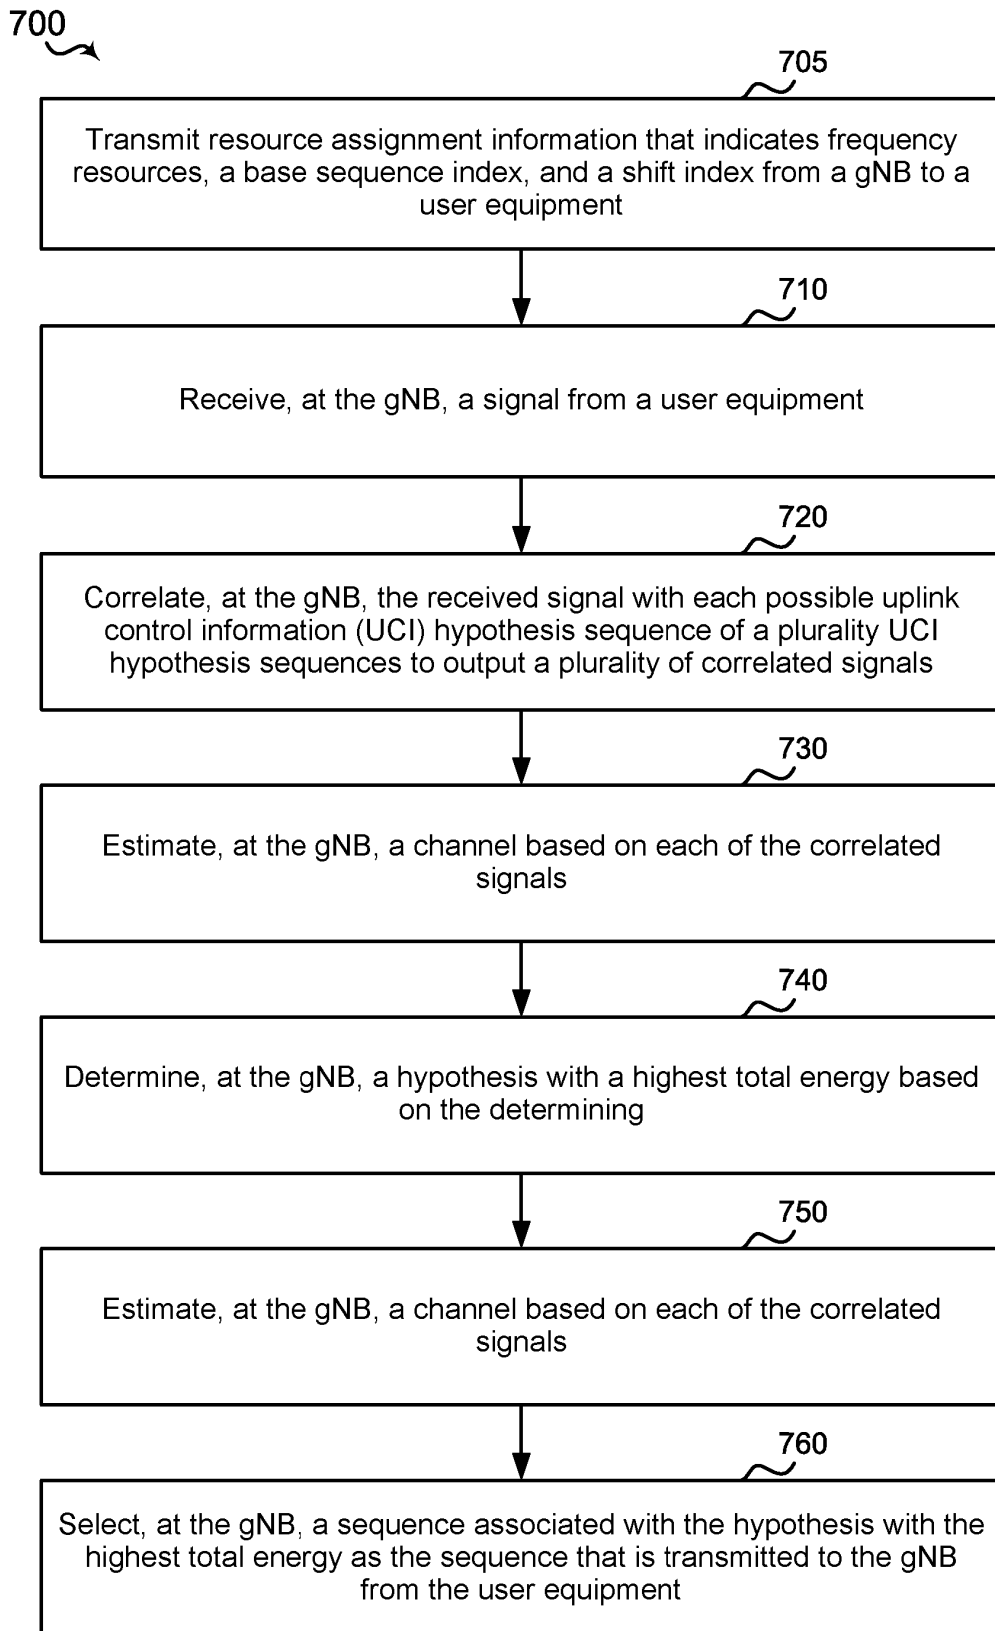 700
705
Transmit resource assignment information that indicates frequency
resources, a base sequence index, and a shift index from a gNB to a
user equipment
710
Receive, at the gNB, a signal from a user equipment
720
Correlate, at the gNB, the received signal with each possible uplink
control information (UCI) hypothesis sequence of a plurality UCI
hypothesis sequences to output a plurality of correlated signals
730
Estimate, at the gNB, a channel based on each of the correlated
signals
740
Determine, at the gNB, a hypothesis with a highest total energy based
on the determining
750
Estimate, at the gNB, a channel based on each of the correlated
signals
760
Select, at the gNB, a sequence associated with the hypothesis with the
highest total energy as the sequence that is transmitted to the gNB
from the user equipment